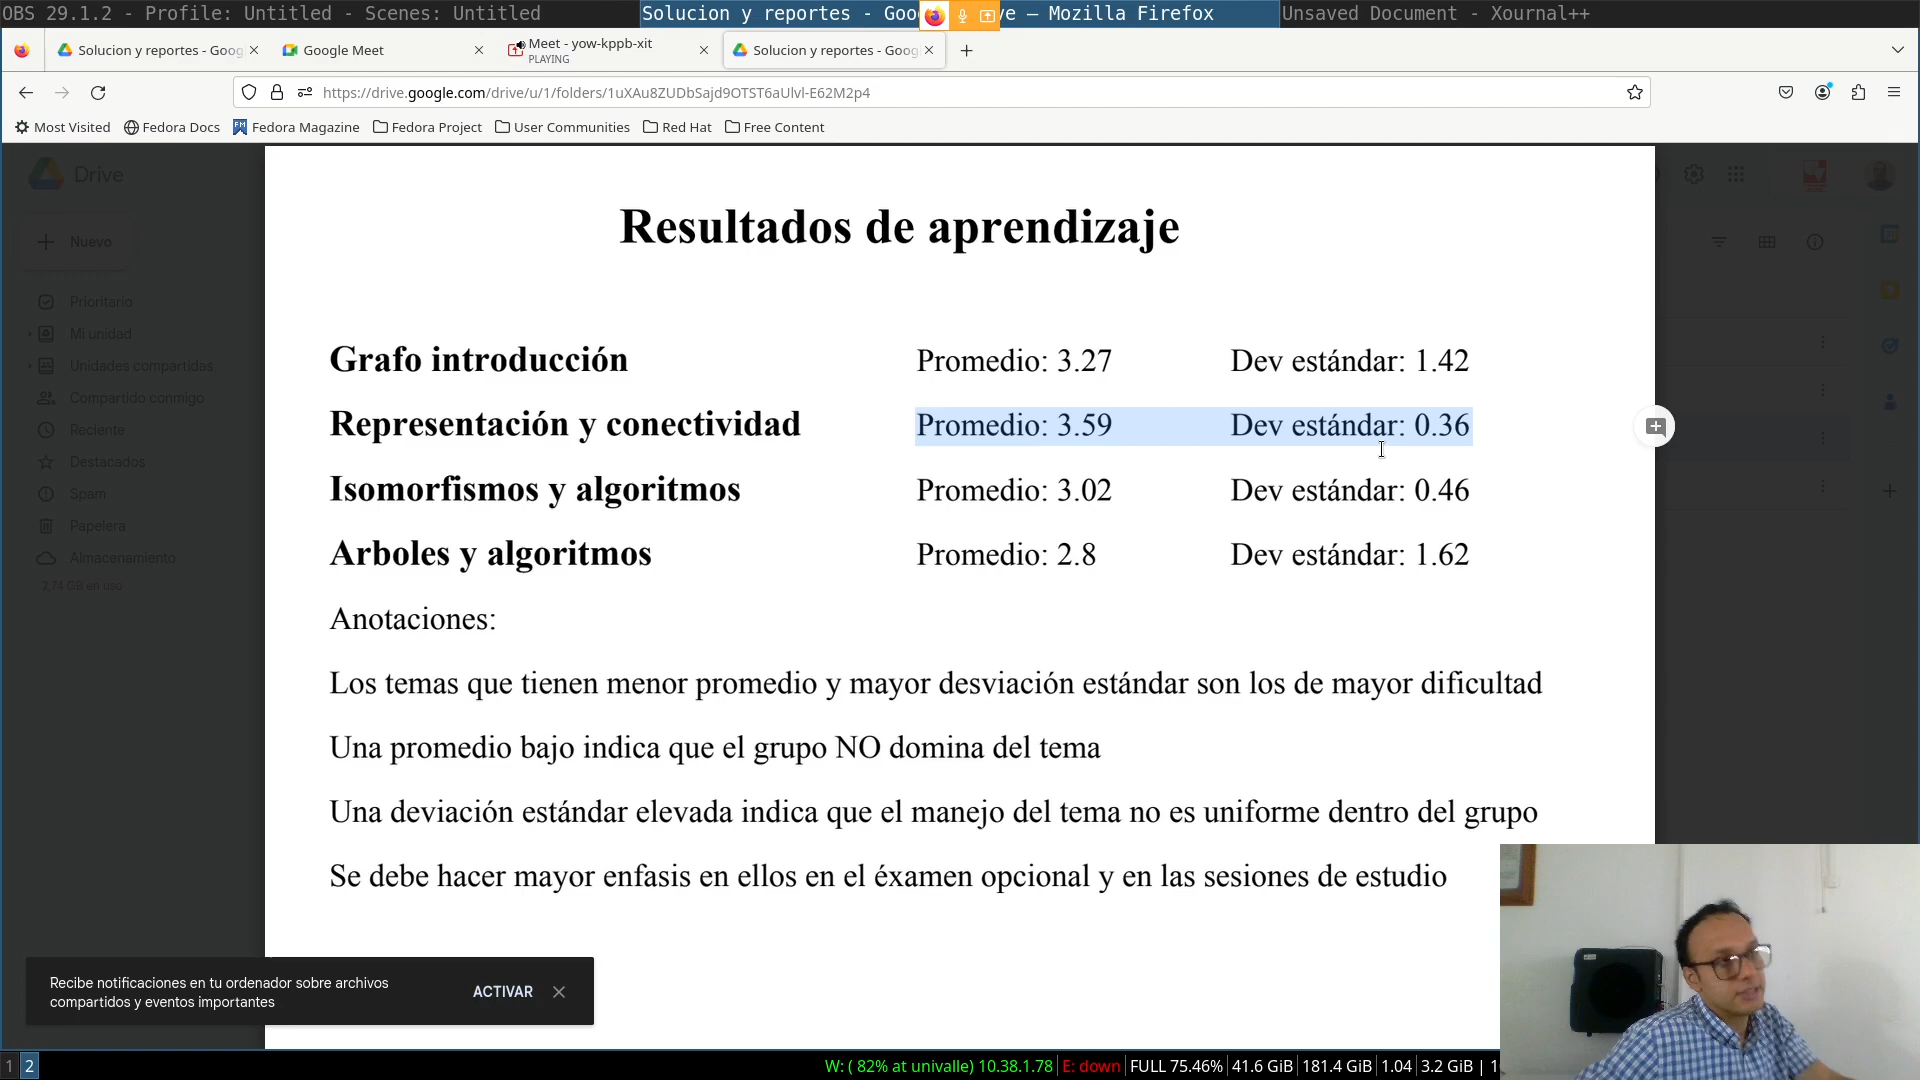 OBS 29.1.2 - Profile: Untitled - Scenes: Untitled
Solucion y reportes - Goo ve — Mozilla Firefox
Unsaved Document - Xournal++
Solucion y reportes - Goog
Google Meet
Meet - yow-kppb-xit
PLAYING
Solucion y reportes - Goog
https://drive.google.com/drive/u/1/folders/1uXAu8ZUDbSajd9OTST6aUlvl-E62M2p4
Most Visited
Fedora Docs
Fedora Magazine
Fedora Project
User Communities
Red Hat
Free Content
Drive
Nuevo
Prioritario
Mi unidad
Unidades compartidas
Compartido conmigo
Reciente
Destacados
Spam
Papelera
Almacenamiento
2,74 GB en uso
Resultados de aprendizaje
Grafo introducción Promedio: 3.27 Dev estándar: 1.42
Representación y conectividad Promedio: 3.59 Dev estándar: 0.36
Isomorfismos y algoritmos Promedio: 3.02 Dev estándar: 0.46
Arboles y algoritmos Promedio: 2.8 Dev estándar: 1.62
Anotaciones:
Los temas que tienen menor promedio y mayor desviación estándar son los de mayor dificultad
Una promedio bajo indica que el grupo NO domina del tema
Una deviación estándar elevada indica que el manejo del tema no es uniforme dentro del grupo
Se debe hacer mayor enfasis en ellos en el éxamen opcional y en las sesiones de estudio
Recibe notificaciones en tu ordenador sobre archivos
compartidos y eventos importantes
ACTIVAR
1 2
W: ( 82% at univalle) 10.38.1.78 E: down FULL 75.46% 41.6 GiB 181.4 GiB 1.04 3.2 GiB | 1